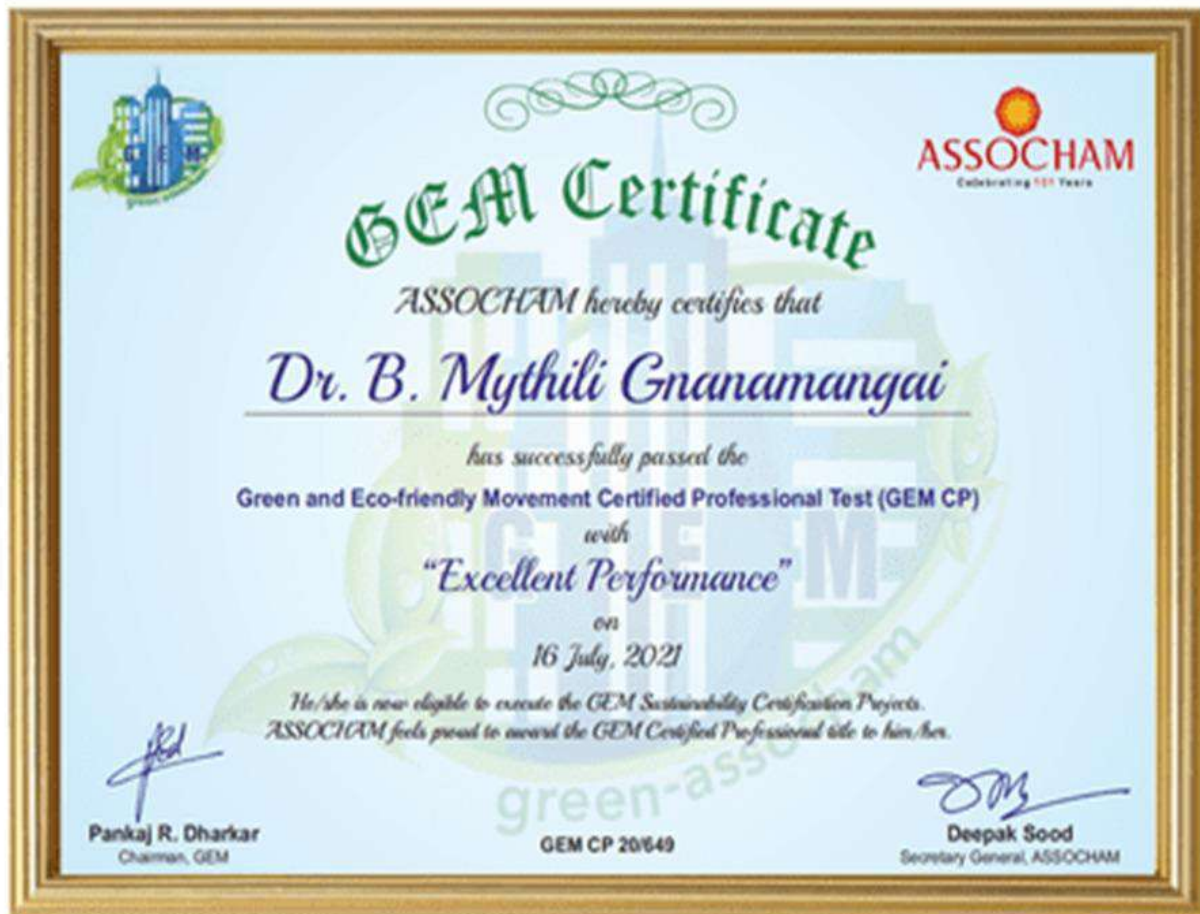 G E M
green-assocham
ASSOCHAM
Celebrating 101 Years
GEM Certificate
ASSOCHAM hereby certifies that
Dr. B. Mythili Gnanamangai
has successfully passed the
Green and Eco-friendly Movement Certified Professional Test (GEM CP)
with
"Excellent Performance"
on
16 July, 2021
He/she is now eligible to execute the GEM Sustainability Certification Projects.
ASSOCHAM feels proud to award the GEM Certified Professional title to him/her.
G E M
green-assocham
Pankaj R. Dharkar
Chairman, GEM
GEM CP 20/649
Deepak Sood
Secretary General, ASSOCHAM